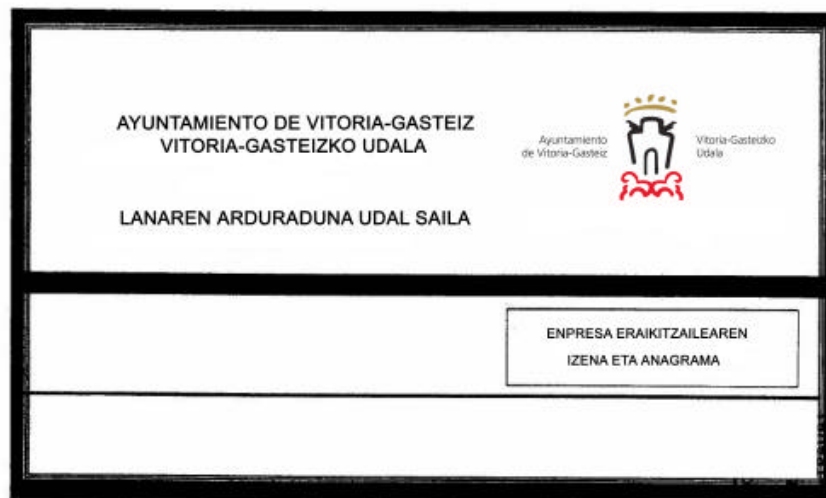 AYUNTAMIENTO DE VITORIA-GASTEIZ
VITORIA-GASTEIZKO UDALA
Ayuntamiento
de Vitoria-Gasteiz
Vitoria-Gasteizko
Udala
LANAREN ARDURADUNA UDAL SAILA
ENPRESA ERAIKITZAILEAREN
IZENA ETA ANAGRAMA